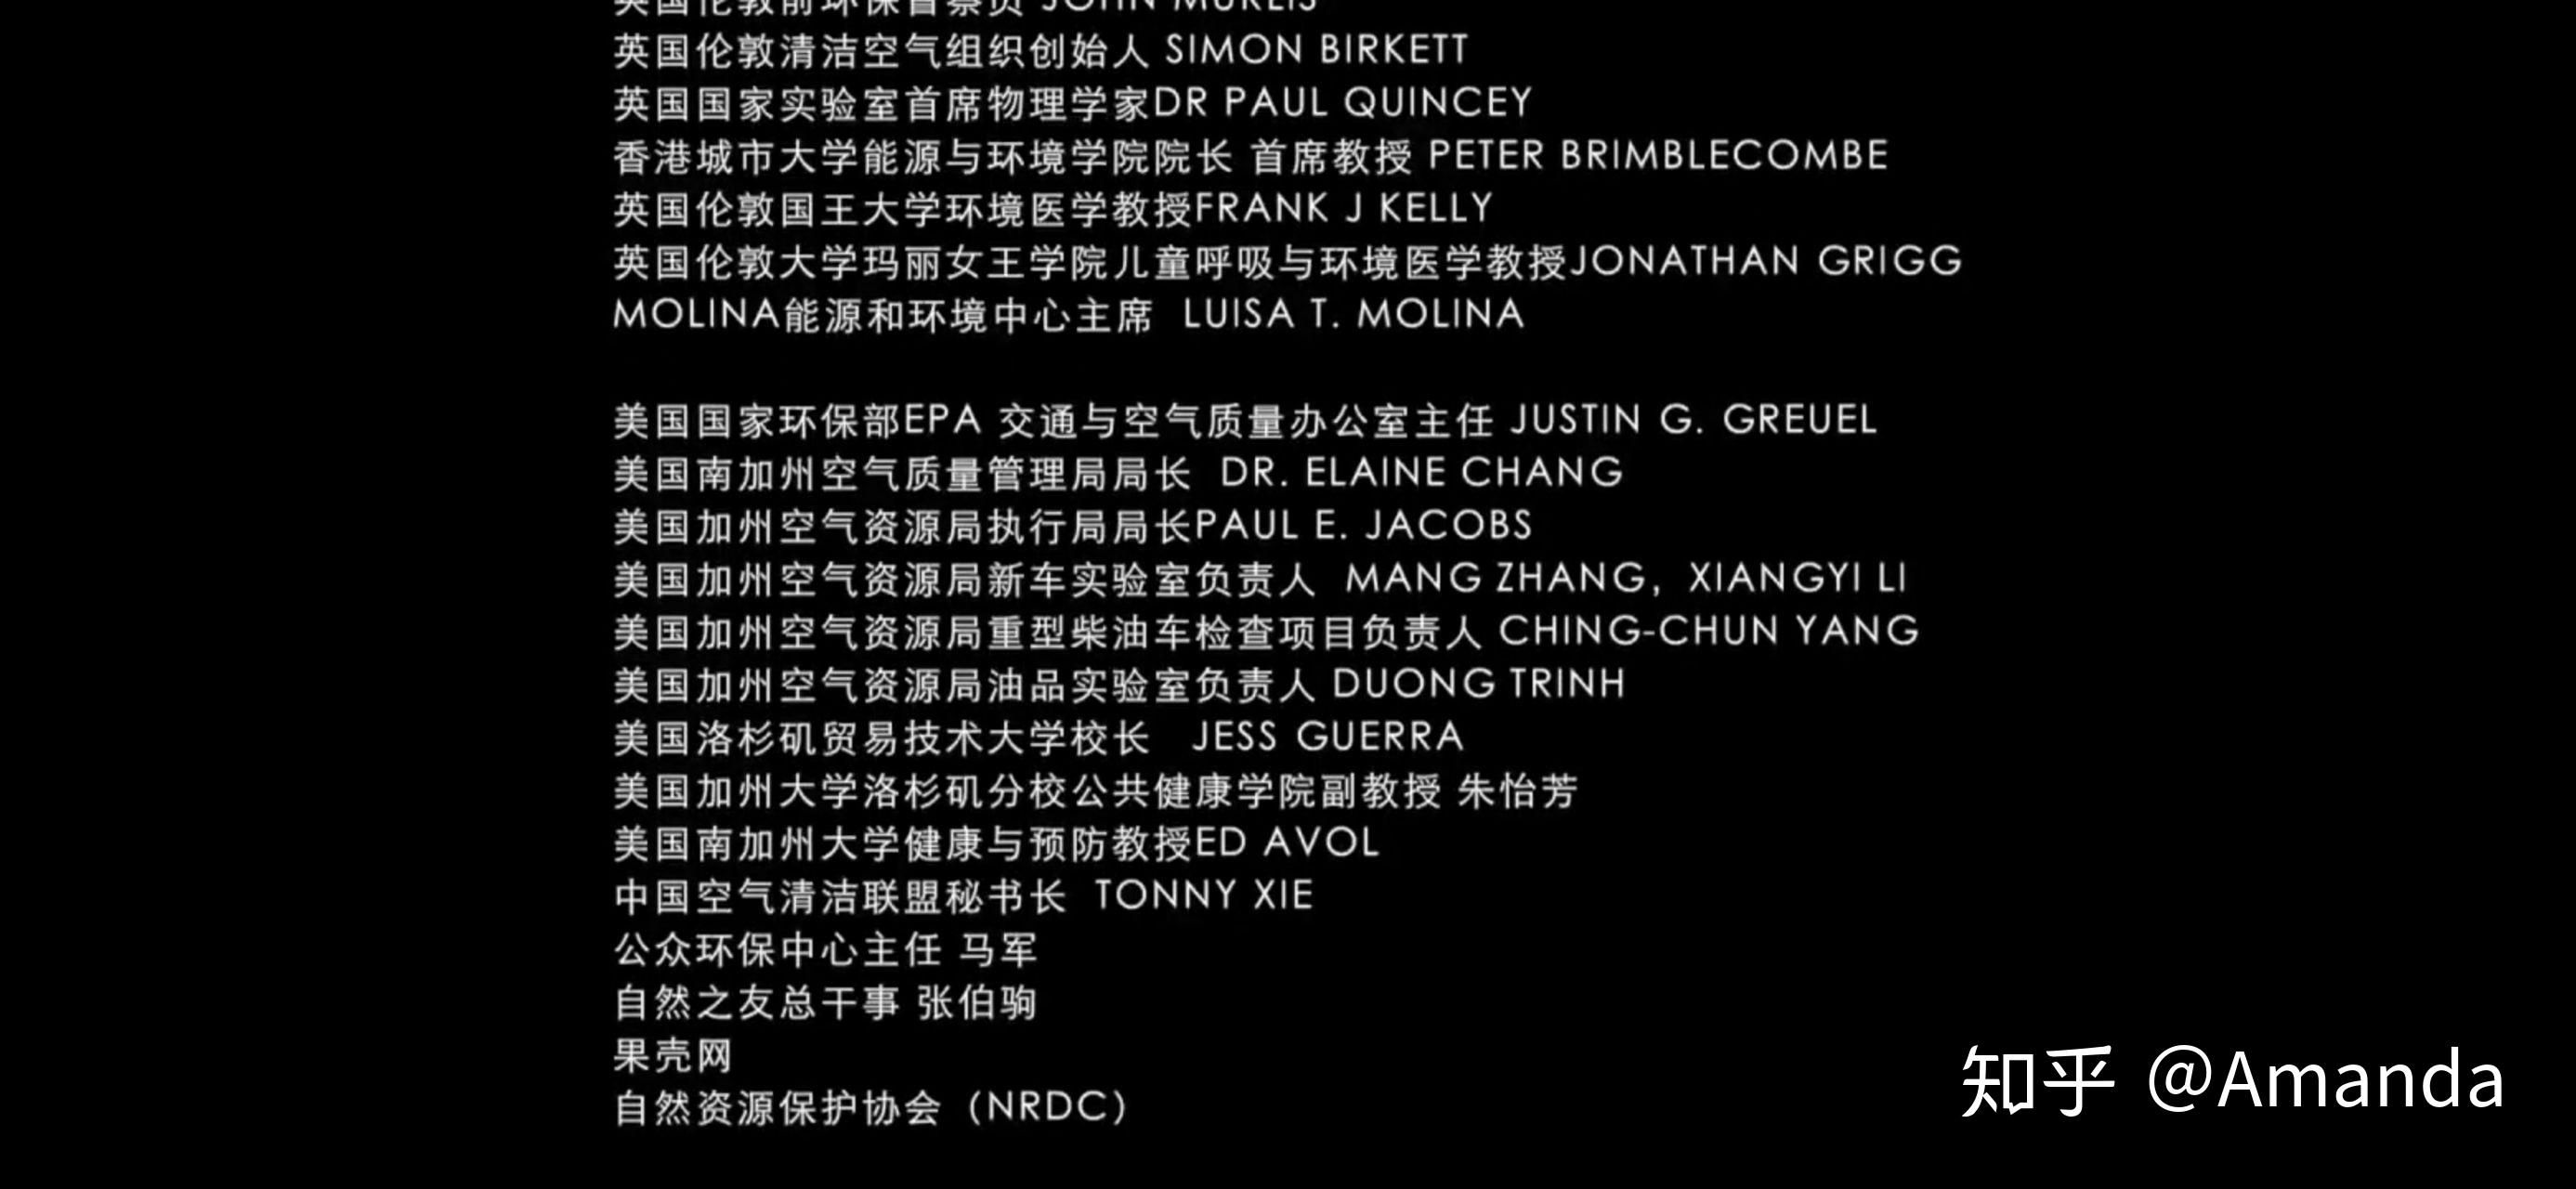 英国伦敦前环保督察员 JOHN MURLIS
英国伦敦清洁空气组织创始人 SIMON BIRKETT
英国国家实验室首席物理学家DR PAUL QUINCEY
香港城市大学能源与环境学院院长 首席教授 PETER BRIMBLECOMBE
英国伦敦国王大学环境医学教授FRANK J KELLY
英国伦敦大学玛丽女王学院儿童呼吸与环境医学教授JONATHAN GRIGG
MOLINA能源和环境中心主席 LUISA T. MOLINA
美国国家环保部EPA 交通与空气质量办公室主任 JUSTIN G. GREUEL
美国南加州空气质量管理局局长 DR. ELAINE CHANG
美国加州空气资源局执行局局长PAUL E. JACOBS
美国加州空气资源局新车实验室负责人 MANG ZHANG，XIANGYI LI
美国加州空气资源局重型柴油车检查项目负责人 CHING-CHUN YANG
美国加州空气资源局油品实验室负责人 DUONG TRINH
美国洛杉矶贸易技术大学校长 JESS GUERRA
美国加州大学洛杉矶分校公共健康学院副教授 朱怡芳
美国南加州大学健康与预防教授ED AVOL
中国空气清洁联盟秘书长 TONNY XIE
公众环保中心主任 马军
自然之友总干事 张伯驹
果壳网
自然资源保护协会（NRDC）
知乎 @Amanda